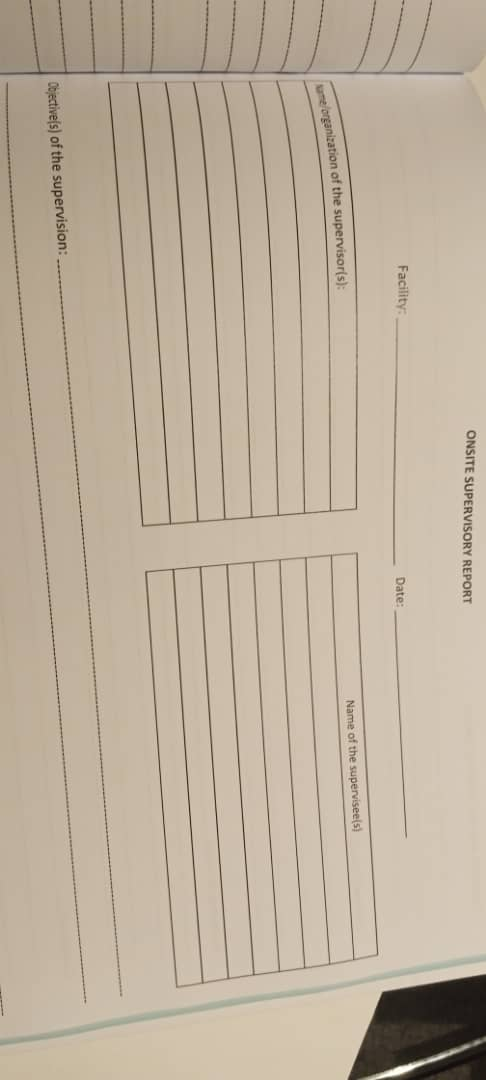 ONSITE SUPERVISORY REPORT
Facility: Date:
Name/organization of the supervisor(s):
Name of the supervisee(s)
Objective(s) of the supervision: